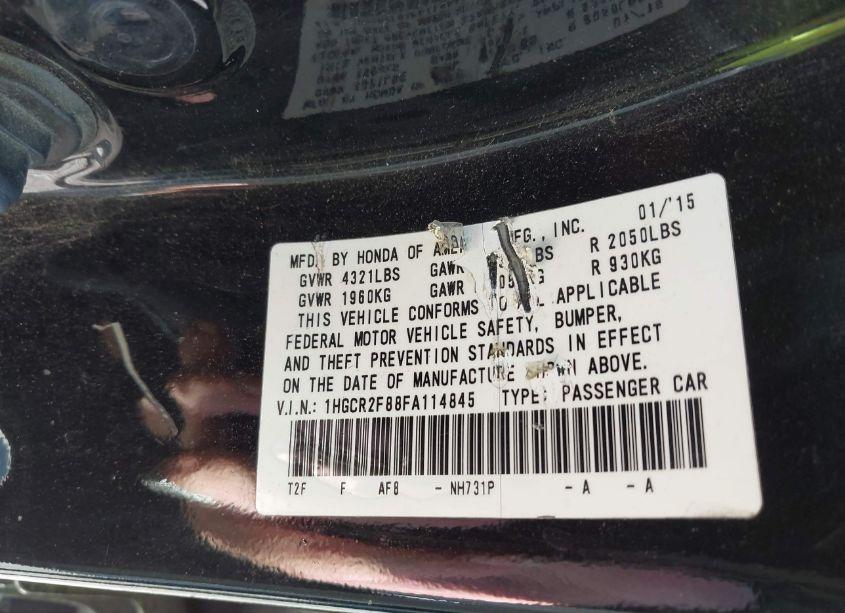 MFD. BY HONDA OF FG., INC. 01/'15
GVWR 4321LBS GAWR BS R 2050LBS
GVWR 1960KG GAWR G R 930KG
THIS VEHICLE CONFORMS TO APPLICABLE
FEDERAL MOTOR VEHICLE SAFETY, BUMPER,
AND THEFT PREVENTION STANDARDS IN EFFECT
ON THE DATE OF MANUFACTURE SHOWN ABOVE.
V.I.N.: 1HGCR2F88FA114845 TYPE: PASSENGER CAR
T2F F AF8 - NH731P - A - A